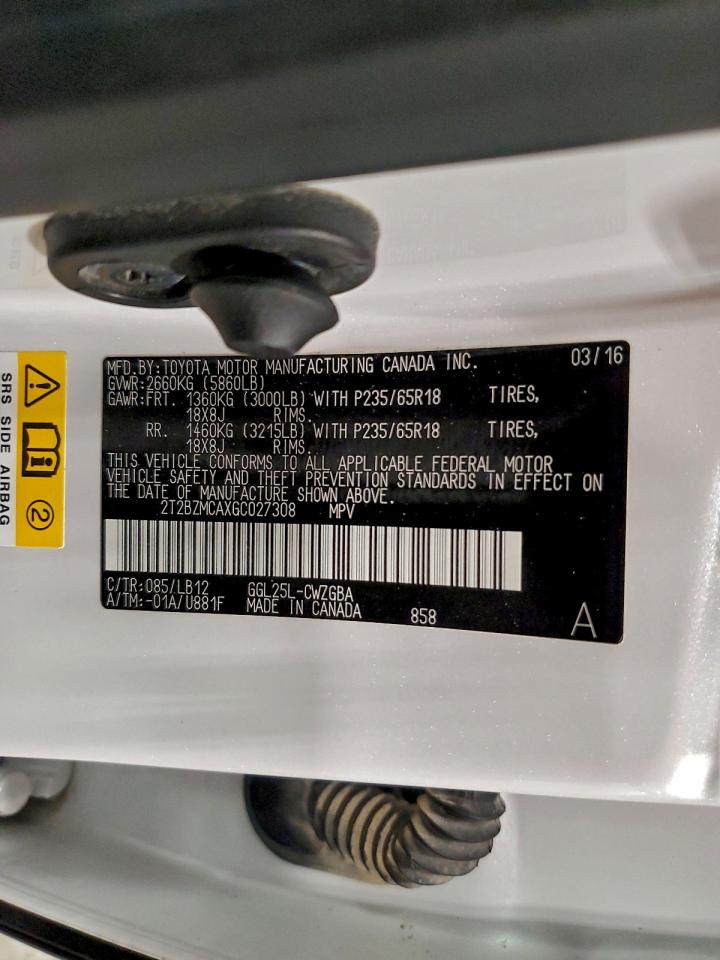 MFD.BY:TOYOTA MOTOR MANUFACTURING CANADA INC. 03/16
GVWR:2660KG (5860LB)
GAWR:FRT. 1360KG (3000LB) WITH P235/65R18 TIRES,
18X8J RIMS.
RR. 1460KG (3215LB) WITH P235/65R18 TIRES,
18X8J RIMS.
THIS VEHICLE CONFORMS TO ALL APPLICABLE FEDERAL MOTOR
VEHICLE SAFETY AND THEFT PREVENTION STANDARDS IN EFFECT ON
THE DATE OF MANUFACTURE SHOWN ABOVE.
2T2BZMCAXGC027308 MPV
C/TR:085/LB12 GGL25L-CWZGBA
A/TM:-01A/U881F MADE IN CANADA 858
A
SRS SIDE AIRBAG
2